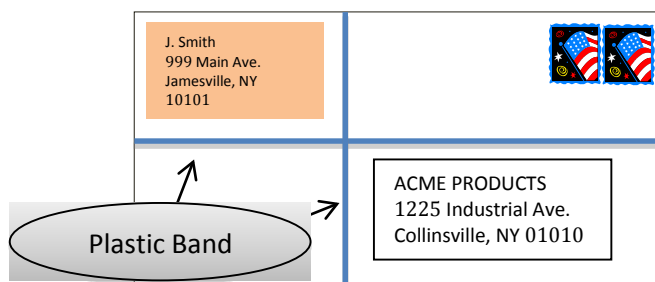 J. Smith
999 Main Ave.
Jamesville, NY
10101
ACME PRODUCTS
1225 Industrial Ave.
Collinsville, NY 01010
Plastic Band